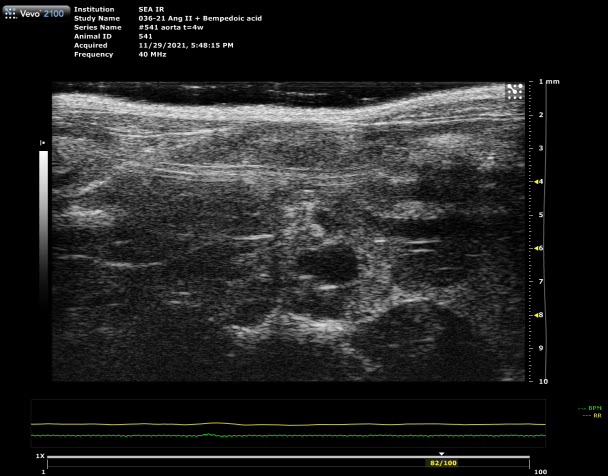 Vevo 2100
Institution SEA IR
Study Name 036-21 Ang II + Bempedoic acid
Series Name #541 aorta t=4w
Animal ID 541
Acquired 11/29/2021, 5:48:15 PM
Frequency 40 MHz
1 mm
2
3
4
5
6
7
8
9
10
BPM
RR
1X
82/100
1 100